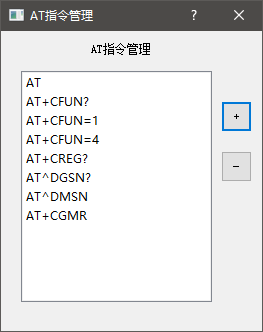 AT指令管理
?
AT指令管理
AT
AT+CFUN?
AT+CFUN=1
AT+CFUN=4
AT+CREG?
AT^DGSN?
AT^DMSN
AT+CGMR
+
-